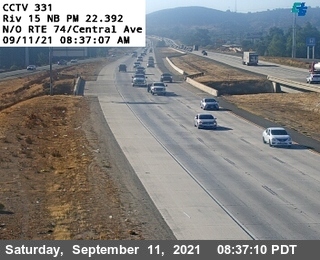 CCTV 331
Riv 15 NB PM 22.392
N/O RTE 74/Central Ave
09/11/21 08:37:07 AM
Saturday, September 11, 2021 08:37:10 PDT